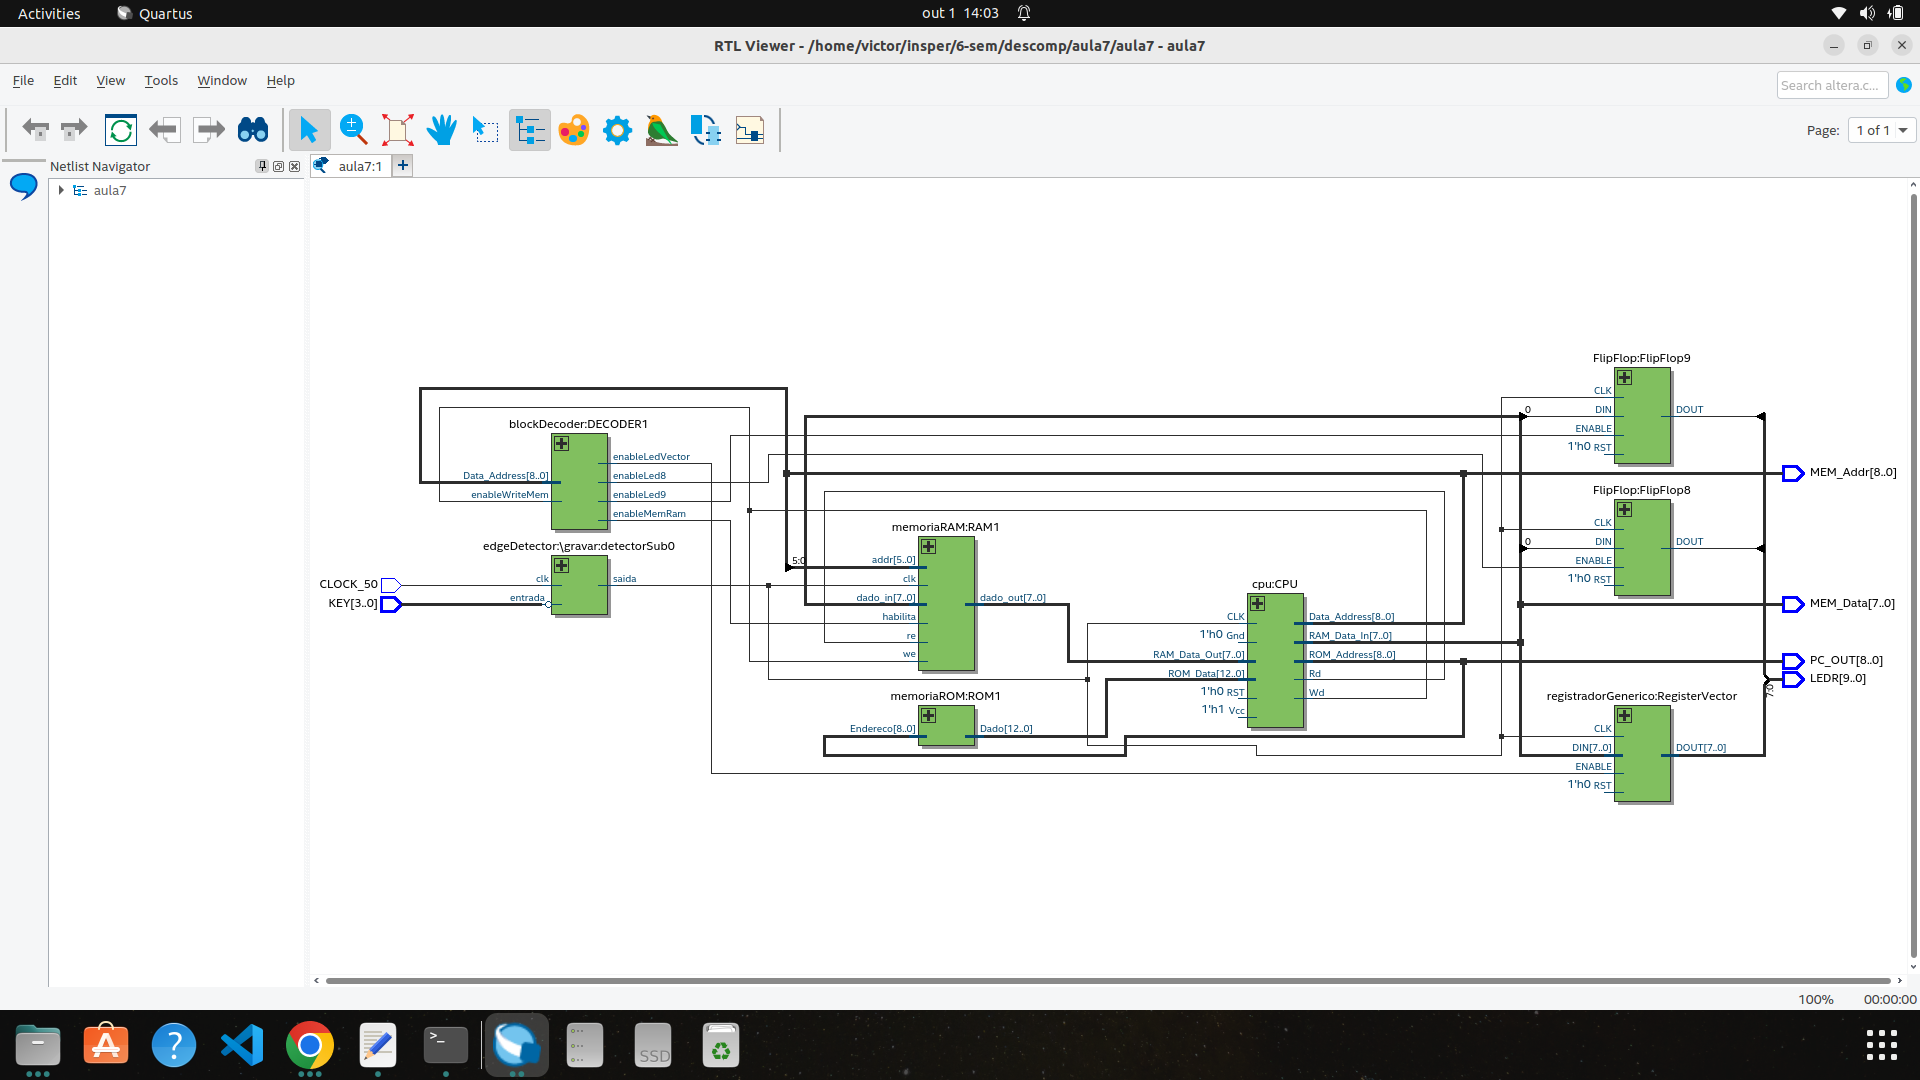 Activities
Quartus
out 1 14:03
RTL Viewer - /home/victor/insper/6-sem/descomp/aula7/aula7 - aula7
File Edit View Tools Window Help
Search altera.c...
Page: 1 of 1
Netlist Navigator
aula7:1
aula7
FlipFlop:FlipFlop9
CLK
DIN
ENABLE
1'h0 RST
DOUT
0
blockDecoder:DECODER1
Data_Address[8..0]
enableWriteMem
enableLedVector
enableLed8
enableLed9
enableMemRam
MEM_Addr[8..0]
FlipFlop:FlipFlop8
CLK
DIN
ENABLE
1'h0 RST
DOUT
0
edgeDetector:\gravar:detectorSub0
clk
entrada
saida
CLOCK_50
KEY[3..0]
memoriaRAM:RAM1
5:0
addr[5..0]
clk
dado_in[7..0]
habilita
re
we
dado_out[7..0]
cpu:CPU
CLK
1'h0 Gnd
RAM_Data_Out[7..0]
ROM_Data[12..0]
1'h0 RST
1'h1 Vcc
Data_Address[8..0]
RAM_Data_In[7..0]
ROM_Address[8..0]
Rd
Wd
MEM_Data[7..0]
PC_OUT[8..0]
LEDR[9..0]
7:0
memoriaROM:ROM1
Endereco[8..0]
Dado[12..0]
registradorGenerico:RegisterVector
CLK
DIN[7..0]
ENABLE
1'h0 RST
DOUT[7..0]
100% 00:00:00
SSD